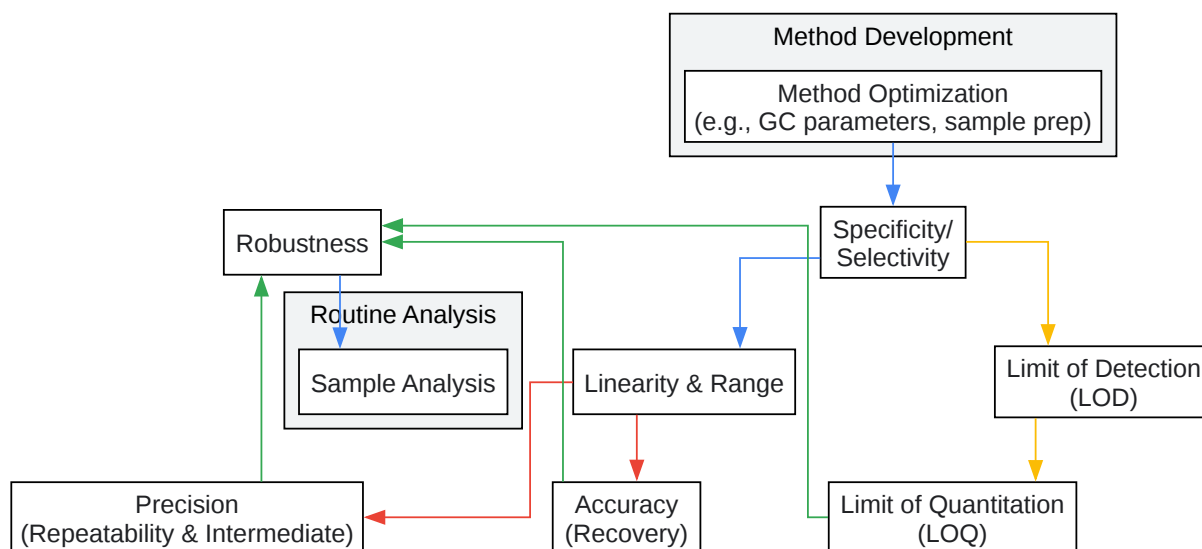 Method Development
Method Optimization
(e.g., GC parameters, sample prep)
Specificity/
Selectivity
Robustness
Routine Analysis
Sample Analysis
Linearity & Range
Limit of Detection
(LOD)
Precision
(Repeatability & Intermediate)
Accuracy
(Recovery)
Limit of Quantitation
(LOQ)